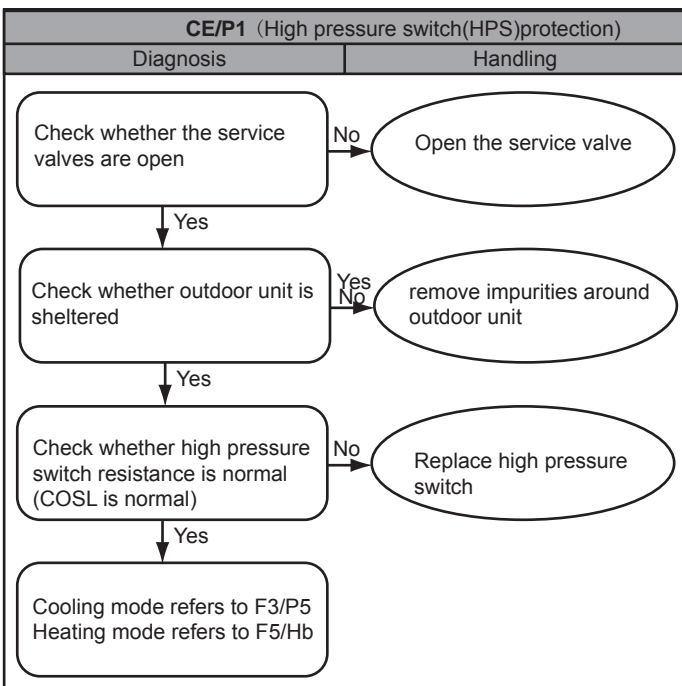 CE/P1（High pressure switch(HPS)protection)
Diagnosis
Handling
Check whether the service
valves are open
No
Open the service valve
Yes
Check whether outdoor unit is
sheltered
Yes
No
remove impurities around
outdoor unit
Yes
Check whether high pressure
switch resistance is normal
(COSL is normal)
No
Replace high pressure
switch
Yes
Cooling mode refers to F3/P5
Heating mode refers to F5/Hb